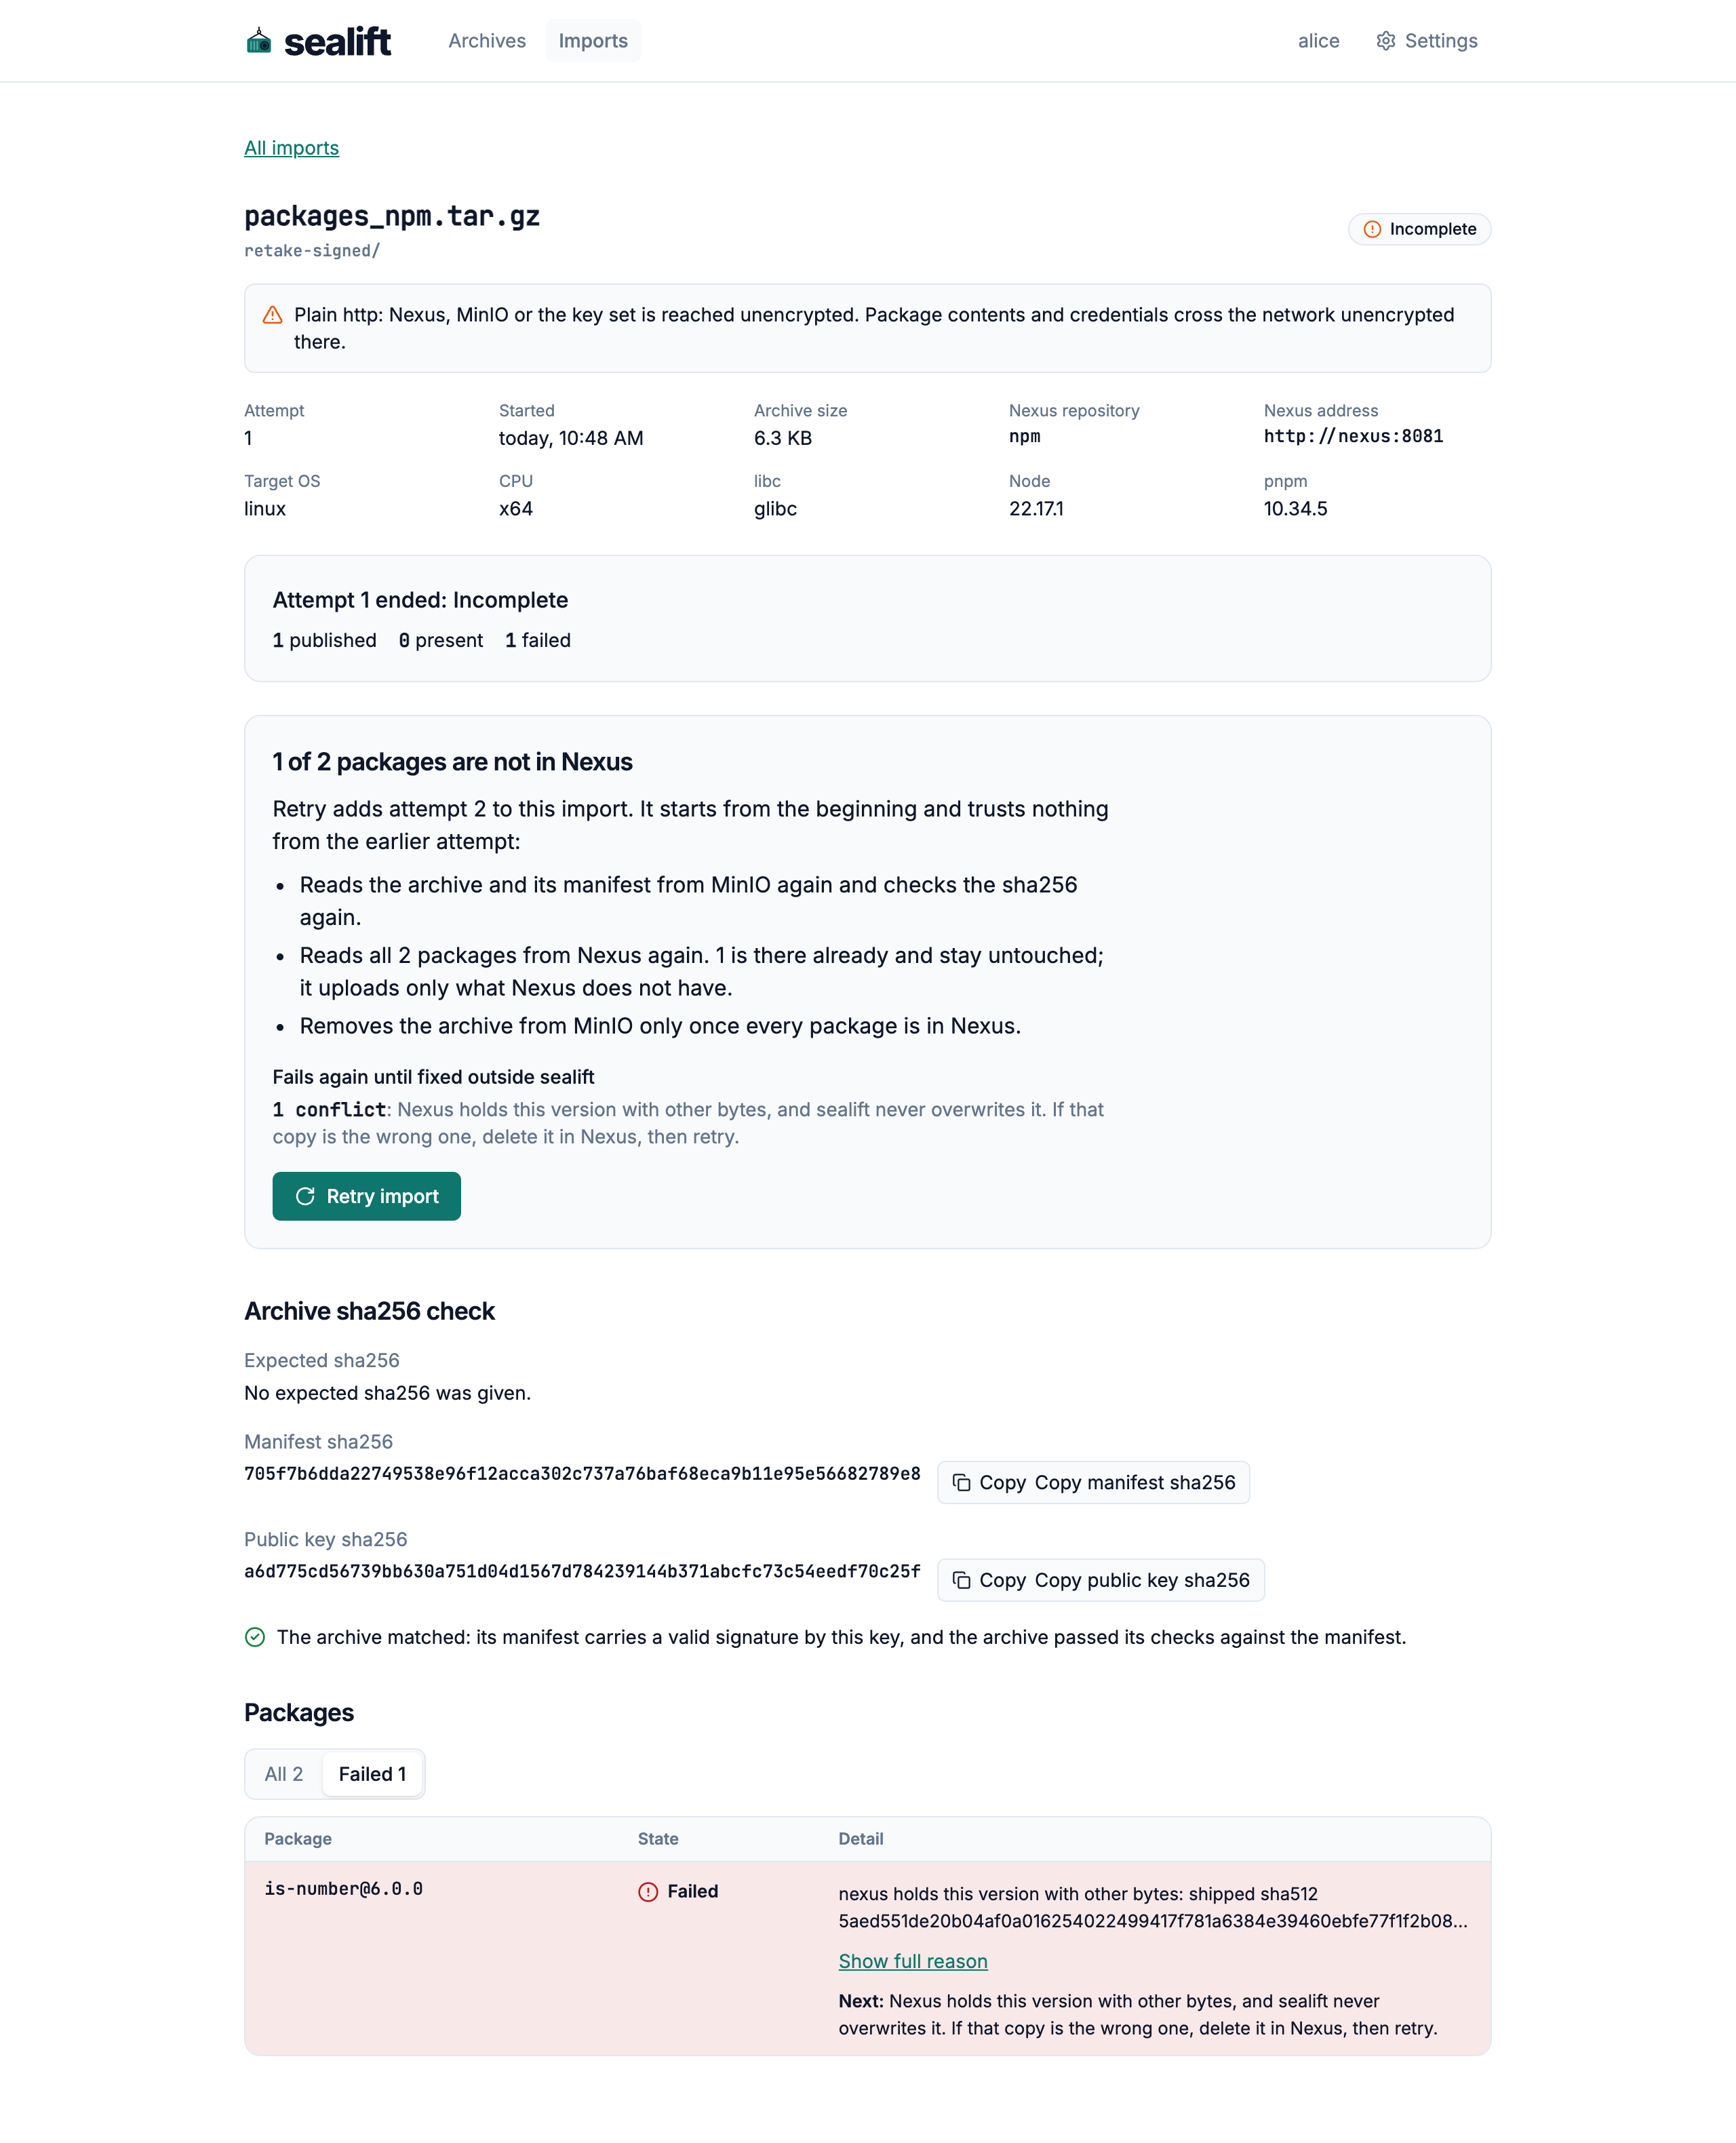 sealift
Archives
Imports
alice
Settings
All imports
packages_npm.tar.gz
retake-signed/
Incomplete
Plain http: Nexus, MinIO or the key set is reached unencrypted. Package contents and credentials cross the network unencrypted
there.
Attempt
1
Started
today, 10:48 AM
Archive size
6.3 KB
Nexus repository
npm
Nexus address
http://nexus:8081
Target OS
linux
CPU
x64
libc
glibc
Node
22.17.1
pnpm
10.34.5
Attempt 1 ended: Incomplete
1 published 0 present 1 failed
1 of 2 packages are not in Nexus
Retry adds attempt 2 to this import. It starts from the beginning and trusts nothing
from the earlier attempt:
• Reads the archive and its manifest from MinIO again and checks the sha256
again.
• Reads all 2 packages from Nexus again. 1 is there already and stay untouched;
it uploads only what Nexus does not have.
• Removes the archive from MinIO only once every package is in Nexus.
Fails again until fixed outside sealift
1 conflict: Nexus holds this version with other bytes, and sealift never overwrites it. If that
copy is the wrong one, delete it in Nexus, then retry.
Retry import
Archive sha256 check
Expected sha256
No expected sha256 was given.
Manifest sha256
705f7b6dda22749538e96f12acca302c737a76baf68eca9b11e95e56682789e8
Copy Copy manifest sha256
Public key sha256
a6d775cd56739bb630a751d04d1567d784239144b371abcfc73c54eedf70c25f
Copy Copy public key sha256
The archive matched: its manifest carries a valid signature by this key, and the archive passed its checks against the manifest.
Packages
All 2
Failed 1
Package State Detail
is-number@6.0.0
Failed
nexus holds this version with other bytes: shipped sha512
5aed551de20b04af0a016254022499417f781a6384e39460ebfe77f1f2b08...
Show full reason
Next: Nexus holds this version with other bytes, and sealift never
overwrites it. If that copy is the wrong one, delete it in Nexus, then retry.